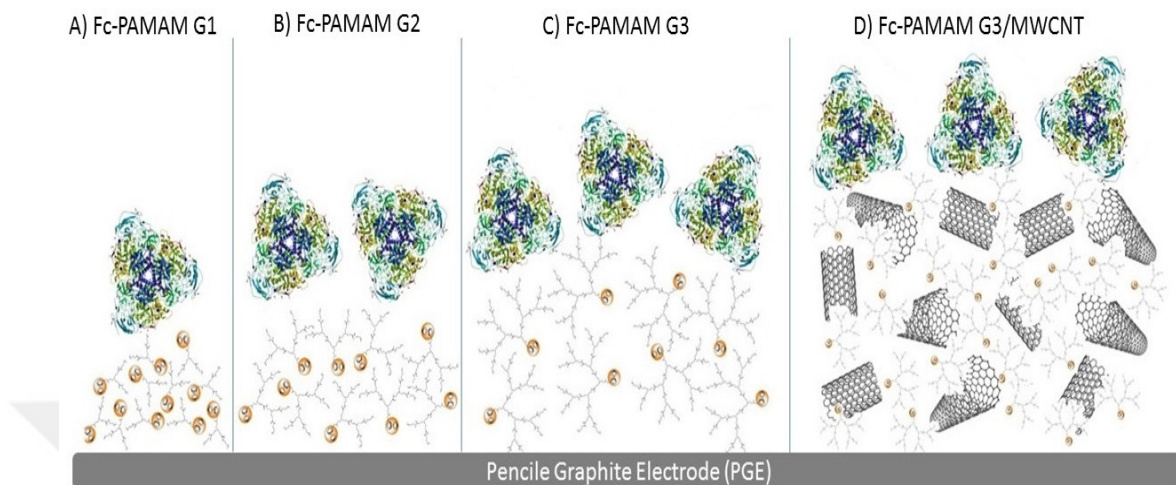 A) Fc-PAMAM G1
B) Fc-PAMAM G2
C) Fc-PAMAM G3
D) Fc-PAMAM G3/MWCNT
Pencile Graphite Electrode (PGE)